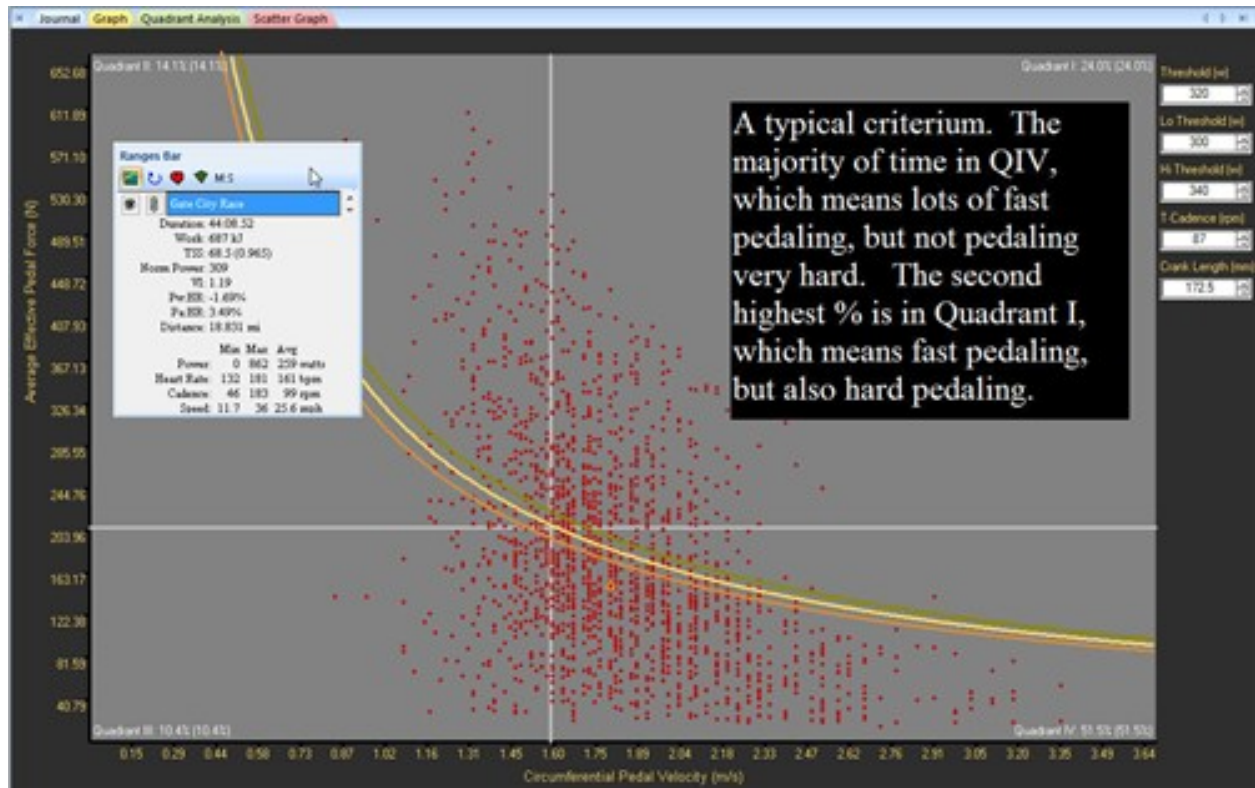 Journal Graph Quadrant Analysis Scatter Graph
Quadrant II: 14.1% (14.1%) Quadrant I: 24.0% (24.0%)
652.68
611.89
571.10
530.30
489.51
448.72
407.93
367.13
326.34
285.55
244.76
203.96
163.17
122.38
81.59
40.79
Average Effective Pedal Force (N)
Ranges Bar
M:S
Gate City Race
Duration: 44:08.52
Work: 687 kJ
TSS: 68.5 (0.965)
Norm Power: 309
VI: 1.19
Pw:HR: -1.69%
Pa:HR: 3.49%
Distance: 18.831 mi
Min Max Avg
Power: 0 862 259 watts
Heart Rate: 132 181 161 bpm
Cadence: 46 183 99 rpm
Speed: 11.7 36 25.6 mph
A typical criterium. The
majority of time in QIV,
which means lots of fast
pedaling, but not pedaling
very hard. The second
highest % is in Quadrant I,
which means fast pedaling,
but also hard pedaling.
Threshold (w)
320
Lo Threshold (w)
300
Hi Threshold (w)
340
T-Cadence (rpm)
87
Crank Length (mm)
172.5
Quadrant III: 10.4% (10.4%) Quadrant IV: 51.5% (51.5%)
0.15 0.29 0.44 0.58 0.73 0.87 1.02 1.16 1.31 1.45 1.60 1.75 1.89 2.04 2.18 2.33 2.47 2.62 2.76 2.91 3.05 3.20 3.35 3.49 3.64
Circumferential Pedal Velocity (m/s)